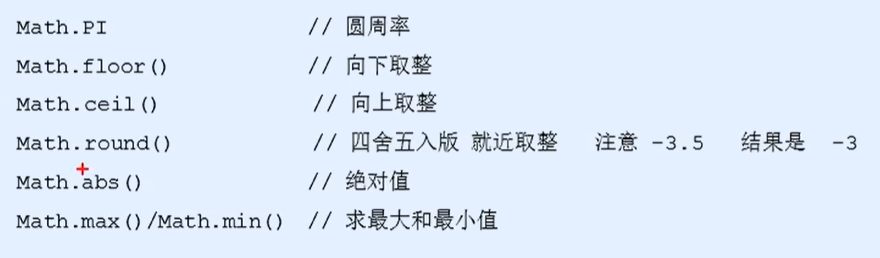 Math.PI // 圆周率
Math.floor() // 向下取整
Math.ceil() // 向上取整
Math.round() // 四舍五入版 就近取整 注意 -3.5 结果是 -3
Math.abs() // 绝对值
Math.max()/Math.min() // 求最大和最小值